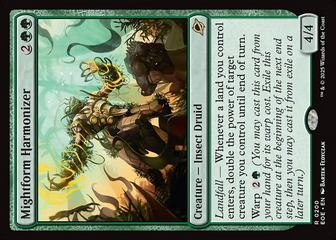 Mightform Harmonizer 2
Creature — Insect Druid
Landfall — Whenever a land you control
enters, double the power of target
creature you control until end of turn.
Warp 2 (You may cast this card from
your hand for its warp cost. Exile this
creature at the beginning of the next end
step, then you may cast it from exile on a
later turn.)
4/4
R 0200
EOE • EN Bartek Fedyczak
™ & © 2025 Wizards of the Coast